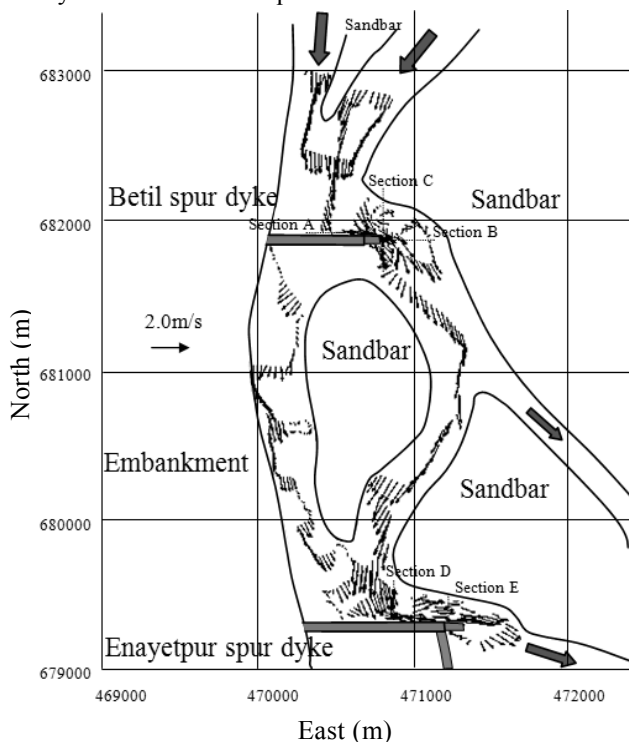 Sandbar
683000
Section C
Betil spur dyke
Sandbar
682000
Section A
Section B
2.0m/s
Sandbar
681000
North (m)
Embankment
Sandbar
680000
Section D
Section E
Enayetpur spur dyke
679000
469000
470000
471000
472000
East (m)